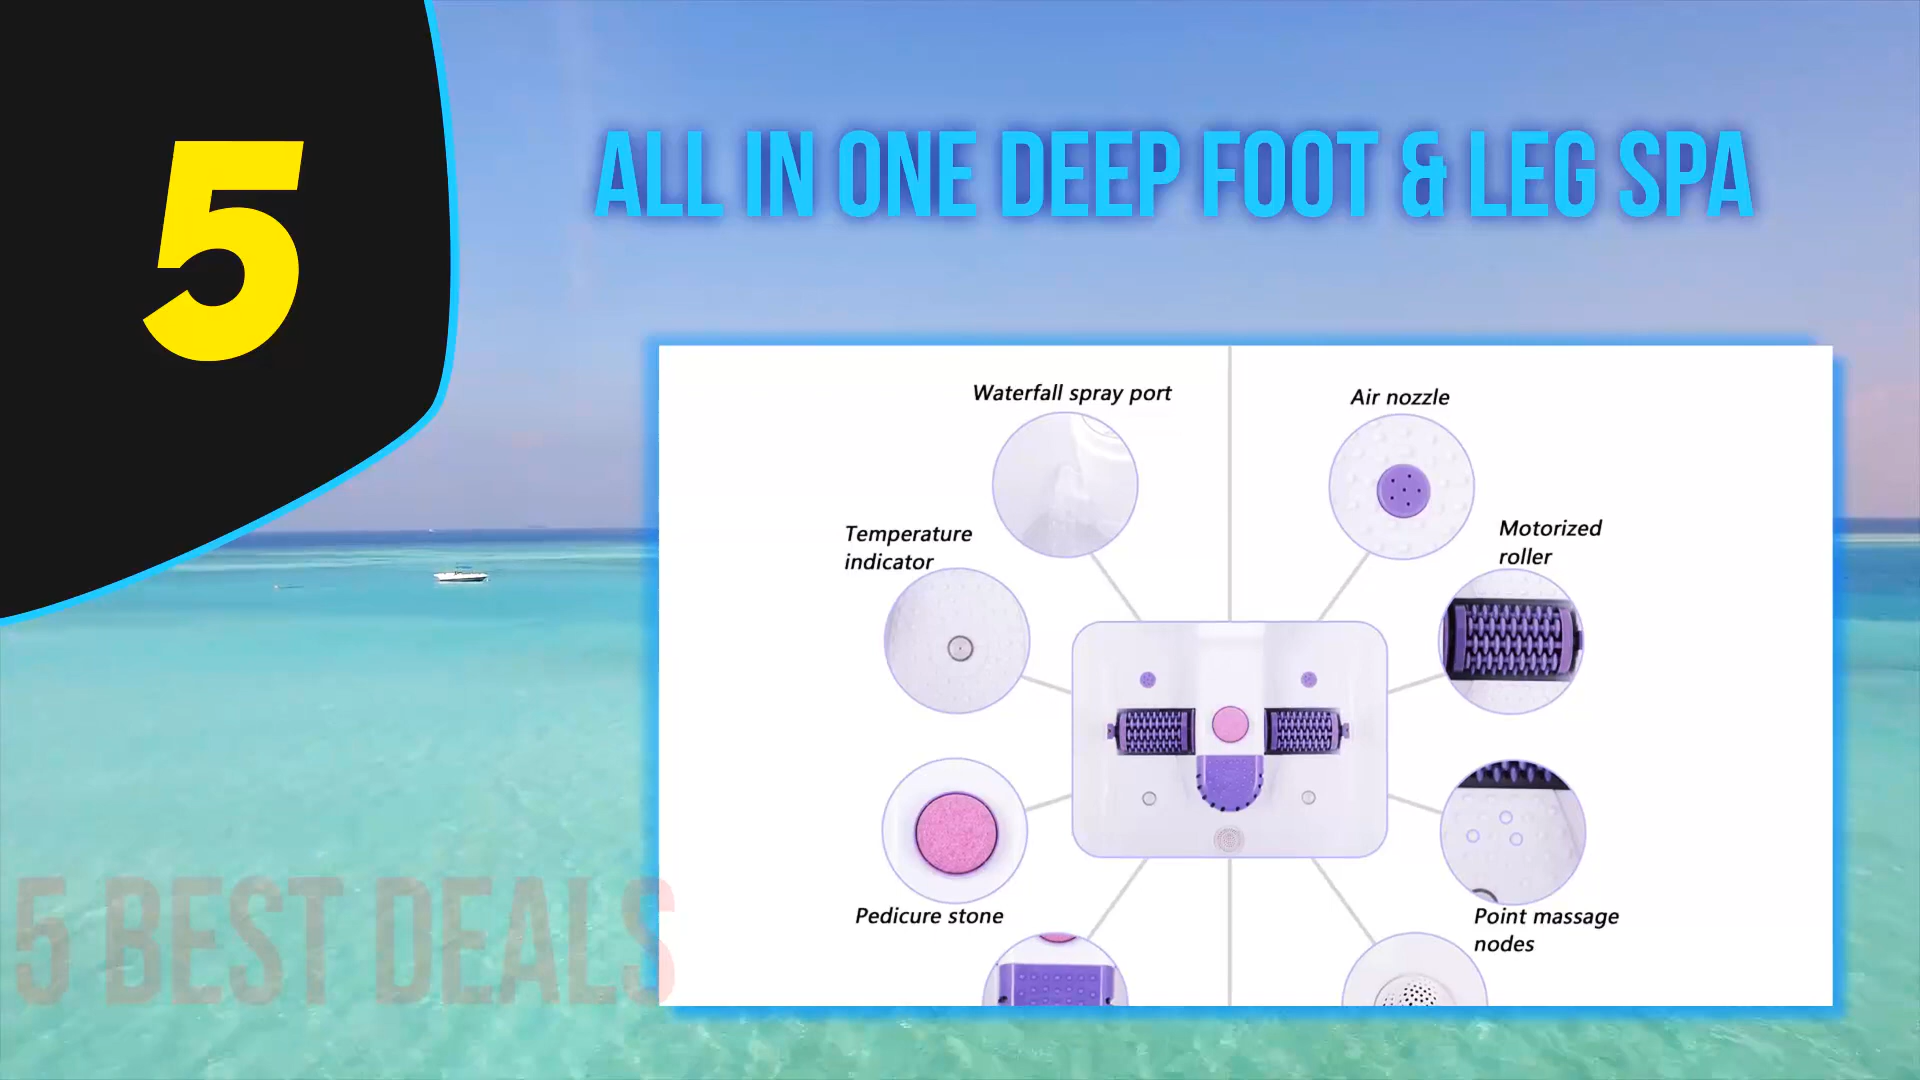 5
ALL IN ONE DEEP FOOT & LEG SPA
Waterfall spray port
Air nozzle
Temperature
indicator
Motorized
roller
Pedicure stone
Point massage
nodes
5 BEST DEALS